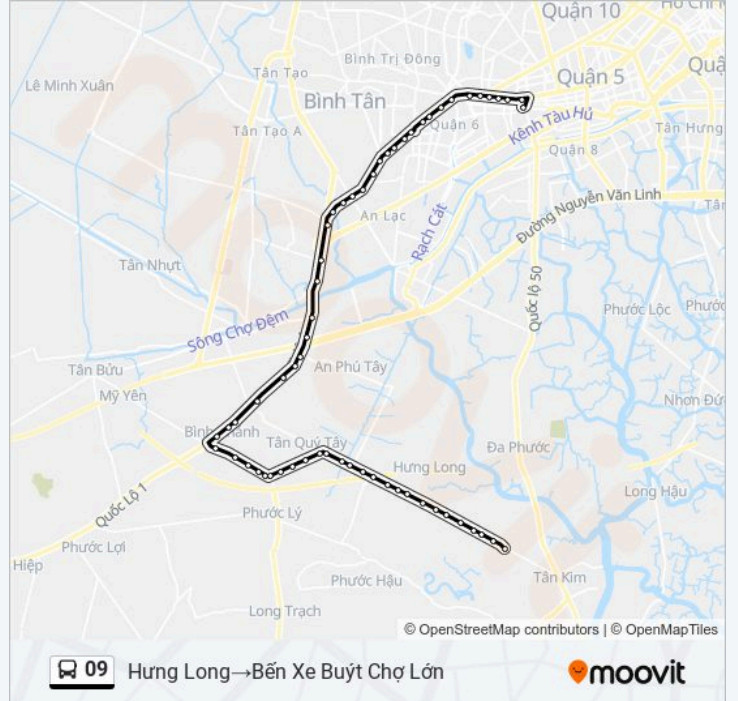 Quận 10
Hồ Chí M
Bình Trị Đông
Tân Tạo
Quận 5
Quậ
Lê Minh Xuân
Bình Tân
Tân Tạo A
Quận 6
Kênh Tàu Hủ
Tân Hưng
Quận 8
An Lạc
Rạch Cát
Đường Nguyễn Văn Linh
Tân
Tân Nhựt
Quốc lộ 50
Phước Lộc
Phước
Sông Chợ Đệm
An Phú Tây
Tân Bửu
Mỹ Yên
Nhơn Đức
Tân Quý Tây
Đa Phước
Hưng Long
Long Hậu
Quốc Lộ 1
Phước Lý
Phước Lợi
Hiệp
Phước Hậu
Tân Kim
Long Trạch
© OpenStreetMap contributors | © OpenMapTiles
09 Hưng Long→Bến Xe Buýt Chợ Lớn
moovit